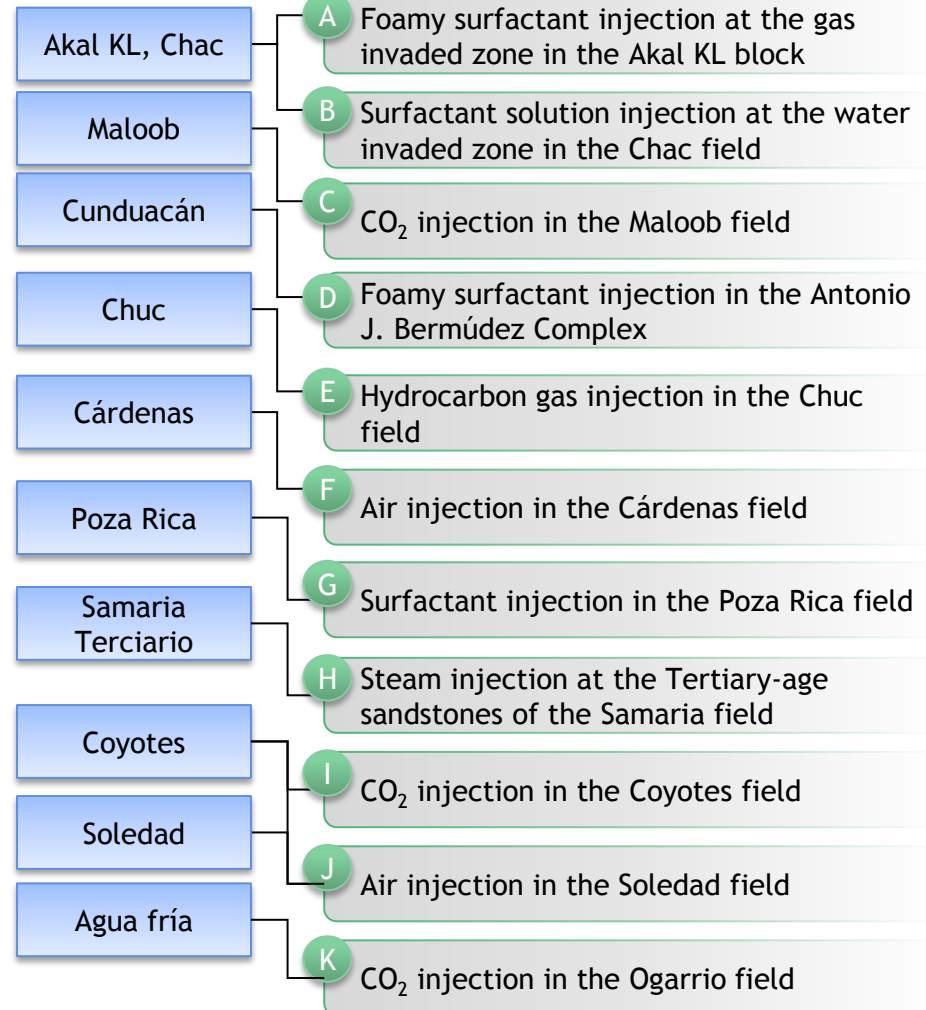 Akal KL, Chac
A
Foamy surfactant injection at the gas
invaded zone in the Akal KL block
B
Surfactant solution injection at the water
invaded zone in the Chac field
Maloob
C
CO₂ injection in the Maloob field
Cunduacán
D
Foamy surfactant injection in the Antonio
J. Bermúdez Complex
Chuc
E
Hydrocarbon gas injection in the Chuc
field
Cárdenas
F
Air injection in the Cárdenas field
Poza Rica
G
Surfactant injection in the Poza Rica field
Samaria
Terciario
H
Steam injection at the Tertiary-age
sandstones of the Samaria field
Coyotes
I
CO₂ injection in the Coyotes field
Soledad
J
Air injection in the Soledad field
Agua fría
K
CO₂ injection in the Ogarrio field